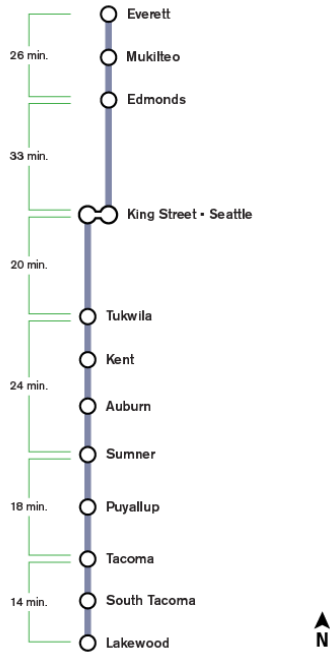 Everett
26 min.
Mukilteo
Edmonds
33 min.
King Street • Seattle
20 min.
Tukwila
Kent
24 min.
Auburn
Sumner
18 min.
Puyallup
Tacoma
14 min.
South Tacoma
Lakewood
N